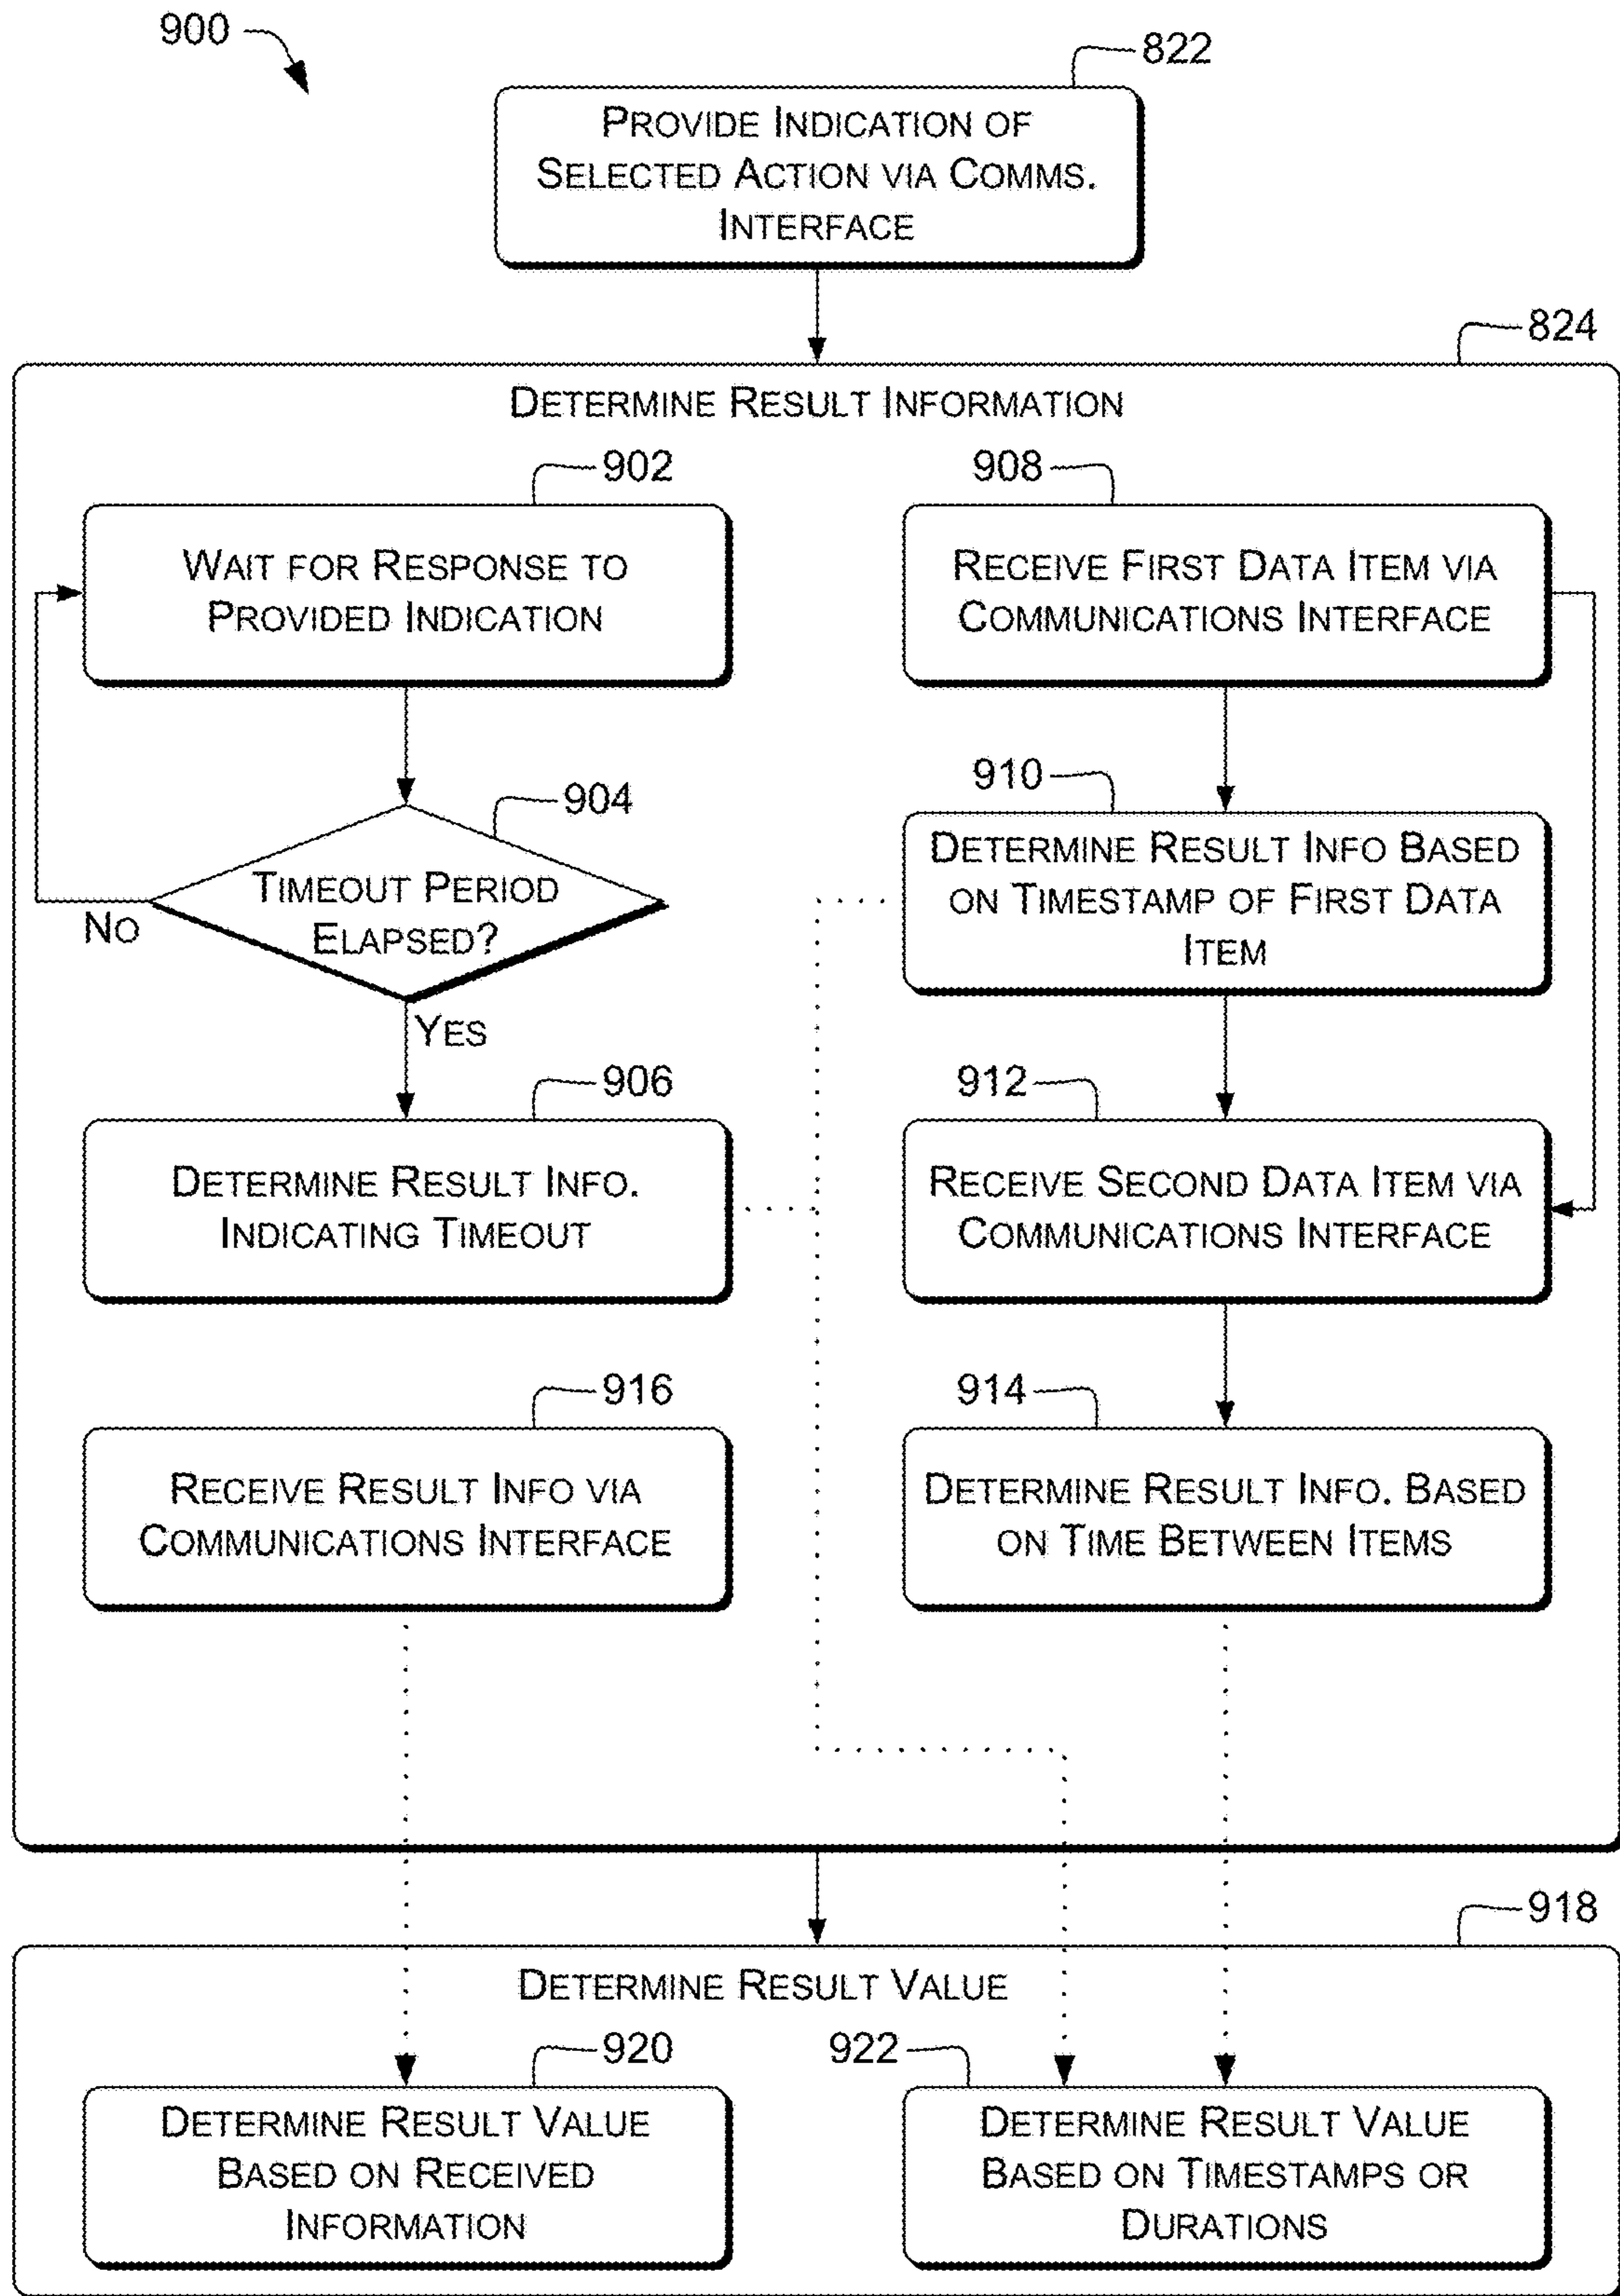 900
822
PROVIDE INDICATION OF
SELECTED ACTION VIA COMMS.
INTERFACE
824
DETERMINE RESULT INFORMATION
902
WAIT FOR RESPONSE TO
PROVIDED INDICATION
908
RECEIVE FIRST DATA ITEM VIA
COMMUNICATIONS INTERFACE
904
TIMEOUT PERIOD
ELAPSED?
NO
YES
910
DETERMINE RESULT INFO BASED
ON TIMESTAMP OF FIRST DATA
ITEM
906
DETERMINE RESULT INFO.
INDICATING TIMEOUT
912
RECEIVE SECOND DATA ITEM VIA
COMMUNICATIONS INTERFACE
916
RECEIVE RESULT INFO VIA
COMMUNICATIONS INTERFACE
914
DETERMINE RESULT INFO. BASED
ON TIME BETWEEN ITEMS
918
DETERMINE RESULT VALUE
920
DETERMINE RESULT VALUE
BASED ON RECEIVED
INFORMATION
922
DETERMINE RESULT VALUE
BASED ON TIMESTAMPS OR
DURATIONS